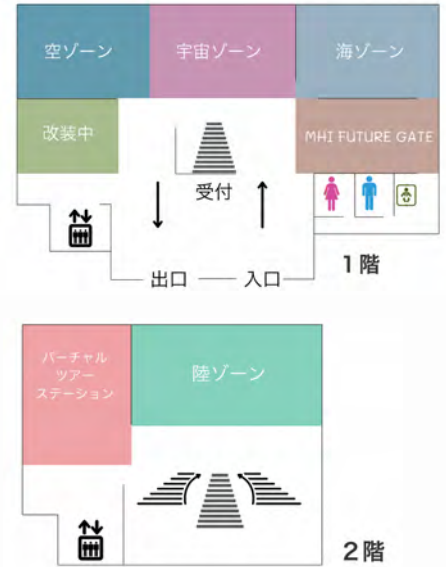 空ゾーン
宇宙ゾーン
海ゾーン
改装中
MHI FUTURE GATE
受付
出口
入口
1階
バーチャル
ツアー
ステーション
陸ゾーン
2階